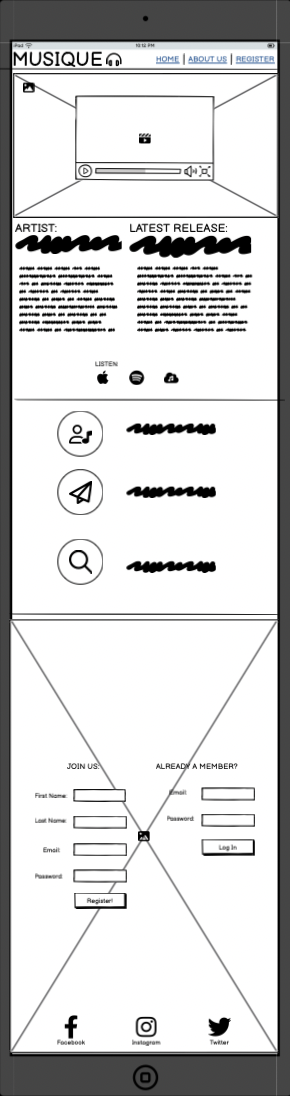 iPad
10:12 PM
MUSIQUE
HOME | ABOUT US | REGISTER
ARTIST:
LATEST RELEASE:
LISTEN:
JOIN US:
ALREADY A MEMBER?
First Name:
Last Name:
Email:
Password:
Register!
Email:
Password:
Log In
Facebook
Instagram
Twitter